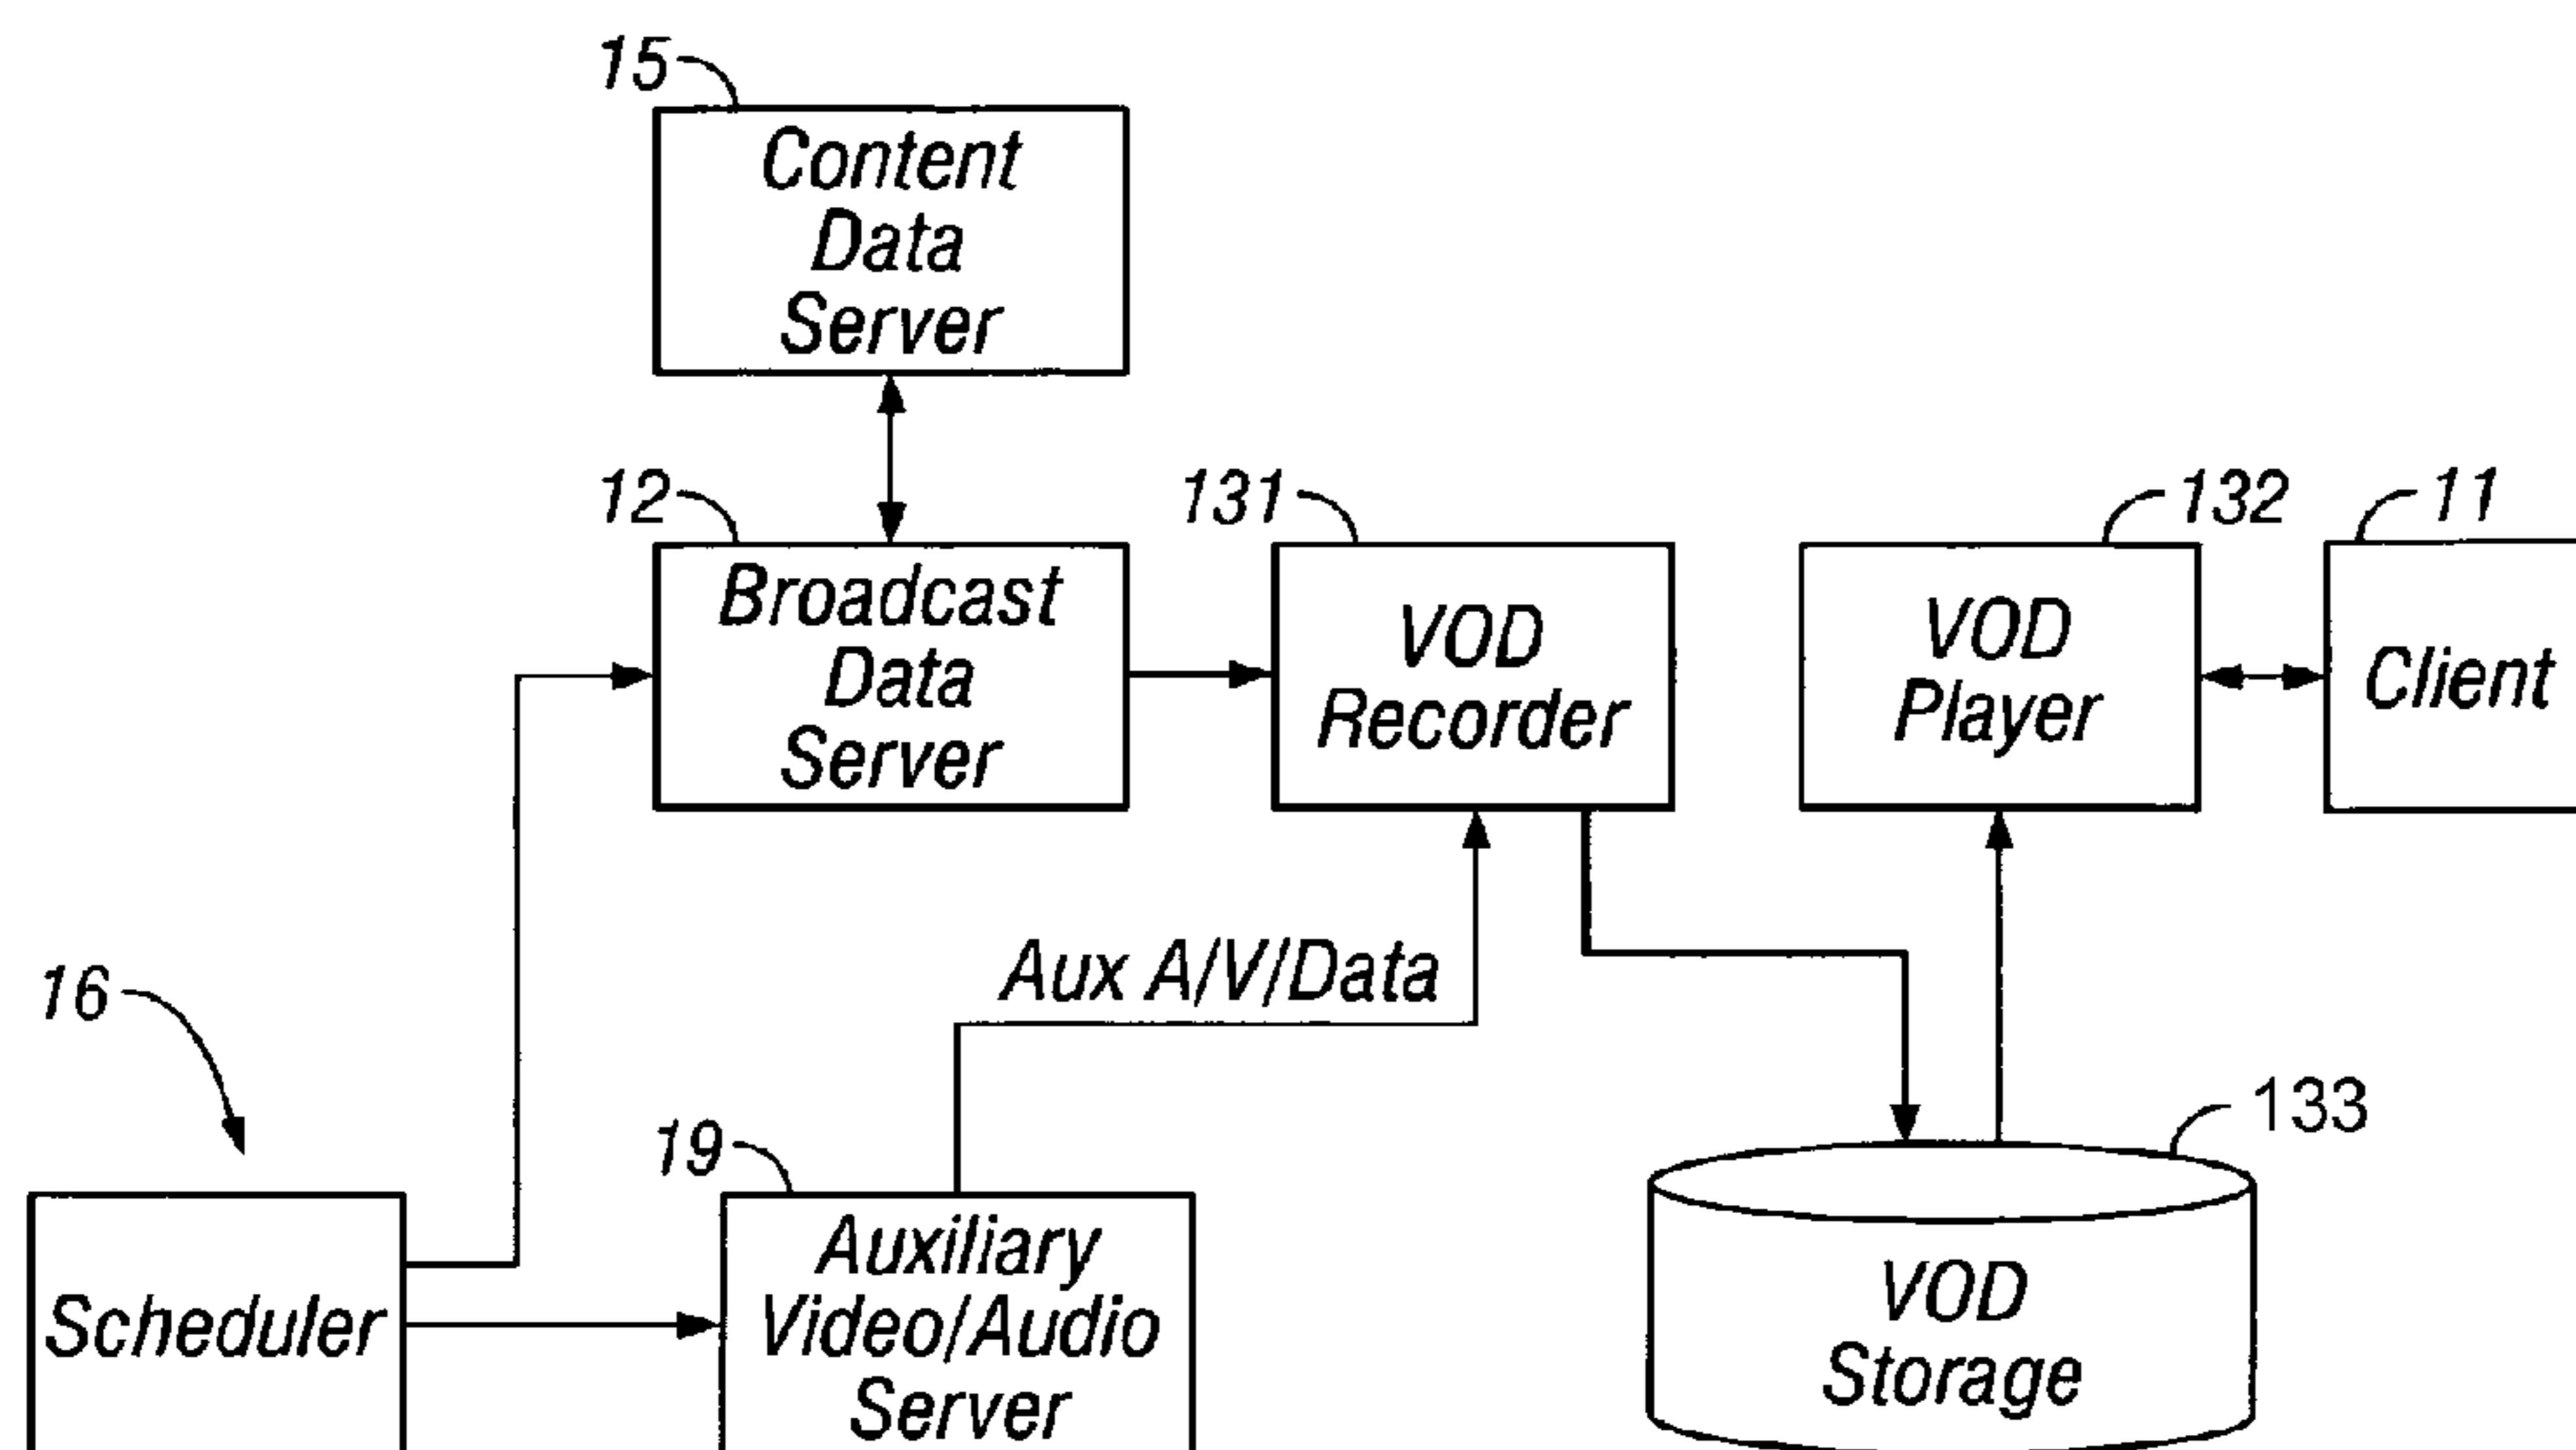 15
Content
Data
Server
12
131
132
11
Broadcast
Data
Server
VOD
Recorder
VOD
Player
Client
Aux A/V/Data
16
19
133
Scheduler
Auxiliary
Video/Audio
Server
VOD
Storage